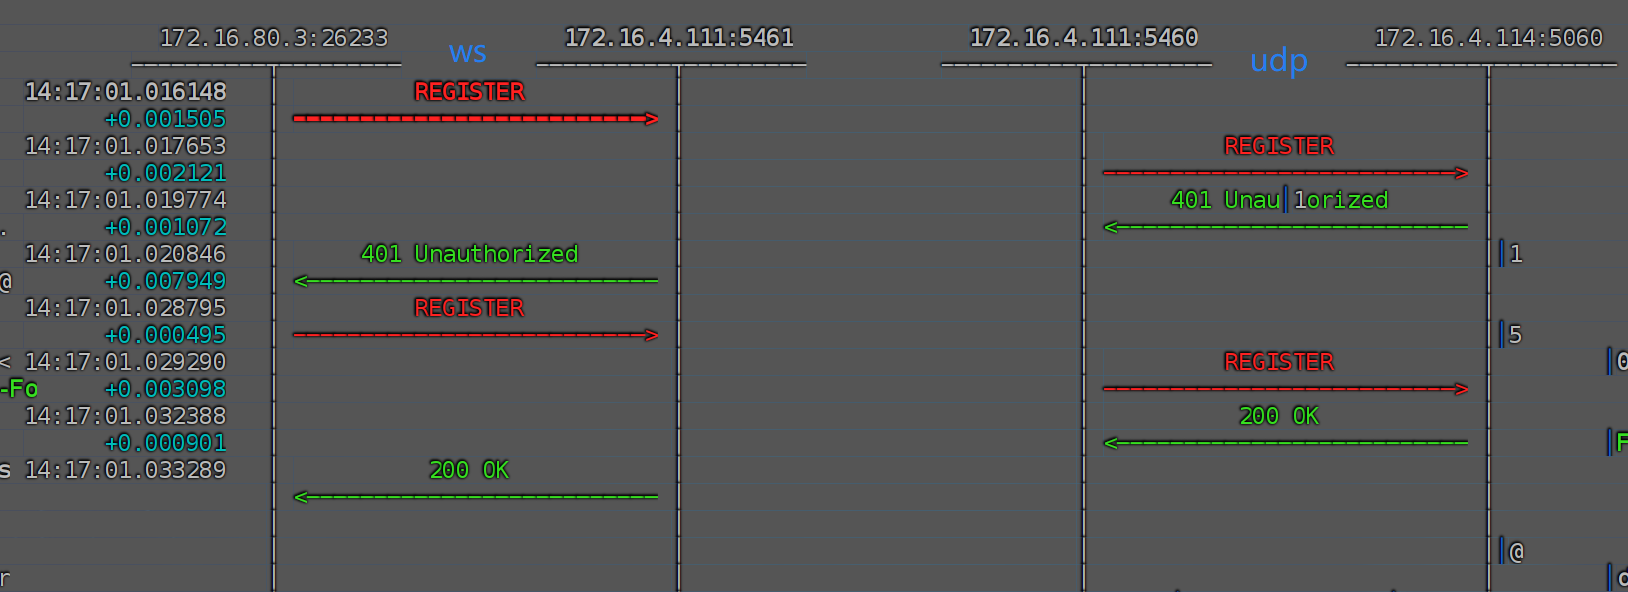 172.16.80.3:26233 ws 172.16.4.111:5461 172.16.4.111:5460 udp 172.16.4.114:5060
14:17:01.016148 REGISTER
+0.001505
14:17:01.017653 REGISTER
+0.002121
14:17:01.019774 401 Unau 1orized
. +0.001072
14:17:01.020846 401 Unauthorized 1
@ +0.007949
14:17:01.028795 REGISTER
+0.000495 5
< 14:17:01.029290 REGISTER 0
-Fo +0.003098
14:17:01.032388 200 OK
+0.000901 F
s 14:17:01.033289 200 OK
@
r o